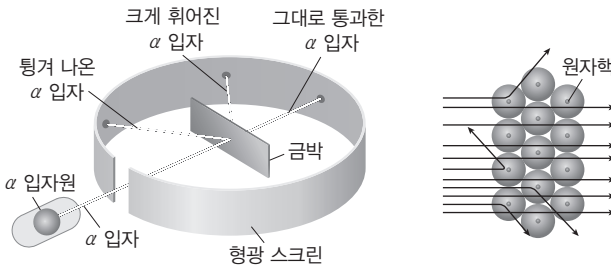 크게 휘어진
α 입자
그대로 통과한
α 입자
튕겨 나온
α 입자
원자핵
금박
α 입자원
α 입자
형광 스크린